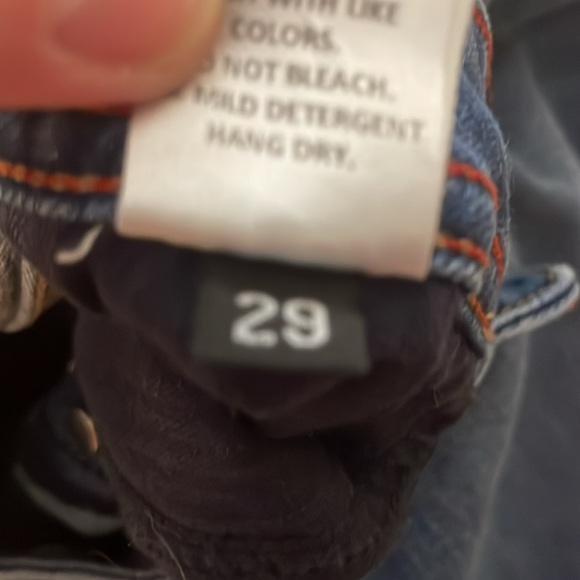 WITH LIKE
COLORS.
NOT BLEACH.
MILD DETERGENT
HANG DRY.
29